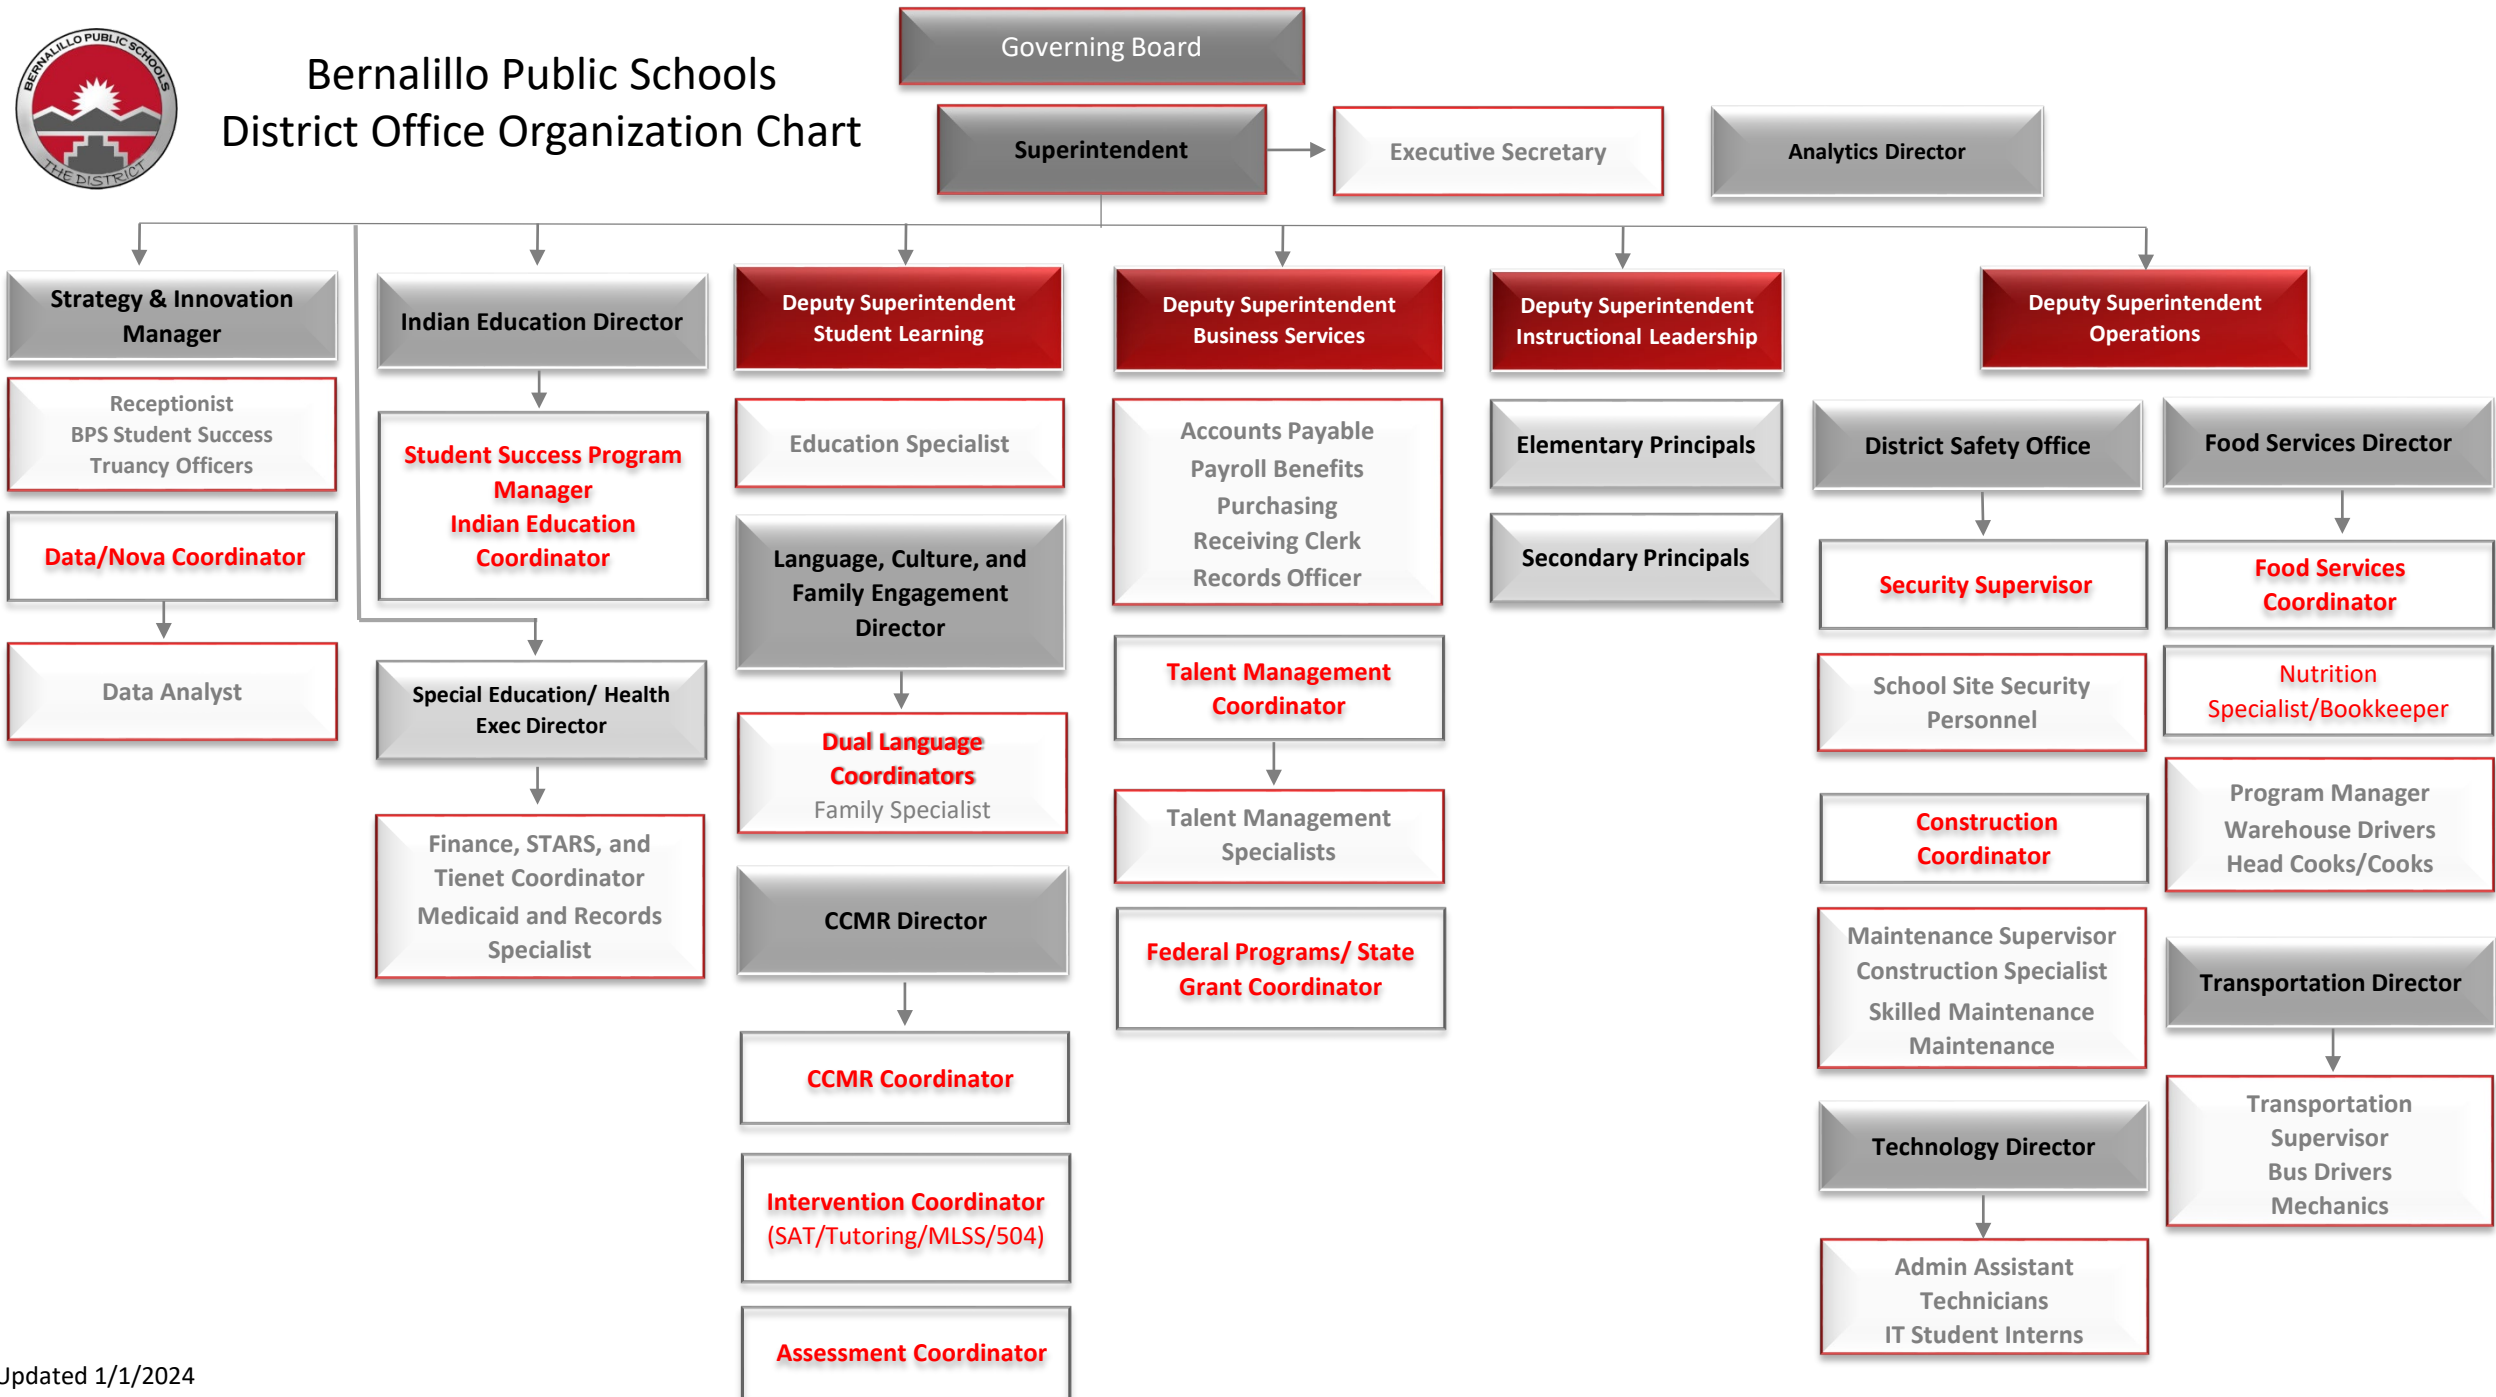 BERNALILLO PUBLIC SCHOOLS
THE DISTRICT
Bernalillo Public Schools
District Office Organization Chart
Governing Board
Superintendent
Executive Secretary
Analytics Director
Strategy & Innovation
Manager
Receptionist
BPS Student Success
Truancy Officers
Data/Nova Coordinator
Data Analyst
Indian Education Director
Student Success Program
Manager
Indian Education
Coordinator
Special Education/ Health
Exec Director
Finance, STARS, and
Tienet Coordinator
Medicaid and Records
Specialist
Deputy Superintendent
Student Learning
Education Specialist
Language, Culture, and
Family Engagement
Director
Dual Language
Coordinators
Family Specialist
CCMR Director
CCMR Coordinator
Intervention Coordinator
(SAT/Tutoring/MLSS/504)
Assessment Coordinator
Deputy Superintendent
Business Services
Accounts Payable
Payroll Benefits
Purchasing
Receiving Clerk
Records Officer
Talent Management
Coordinator
Talent Management
Specialists
Federal Programs/ State
Grant Coordinator
Deputy Superintendent
Instructional Leadership
Elementary Principals
Secondary Principals
Deputy Superintendent
Operations
District Safety Office
Security Supervisor
School Site Security
Personnel
Construction
Coordinator
Maintenance Supervisor
Construction Specialist
Skilled Maintenance
Maintenance
Technology Director
Admin Assistant
Technicians
IT Student Interns
Food Services Director
Food Services
Coordinator
Nutrition
Specialist/Bookkeeper
Program Manager
Warehouse Drivers
Head Cooks/Cooks
Transportation Director
Transportation
Supervisor
Bus Drivers
Mechanics
Updated 1/1/2024